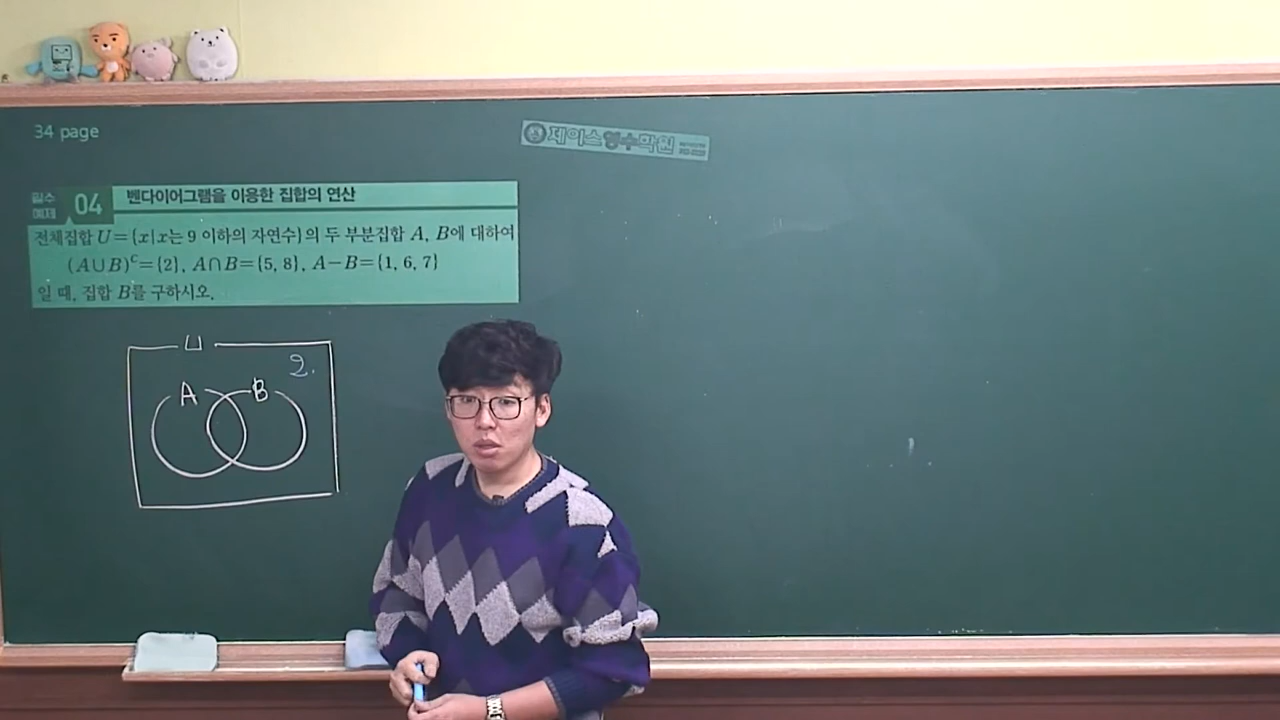 34 page
제이스영수학원
필수
예제
04
벤다이어그램을 이용한 집합의 연산
전체집합 U={x|x는 9 이하의 자연수}의 두 부분집합 A, B에 대하여
(A∪B)ᶜ={2}, A∩B={5, 8}, A−B={1, 6, 7}
일 때, 집합 B를 구하시오.
U
2.
A B